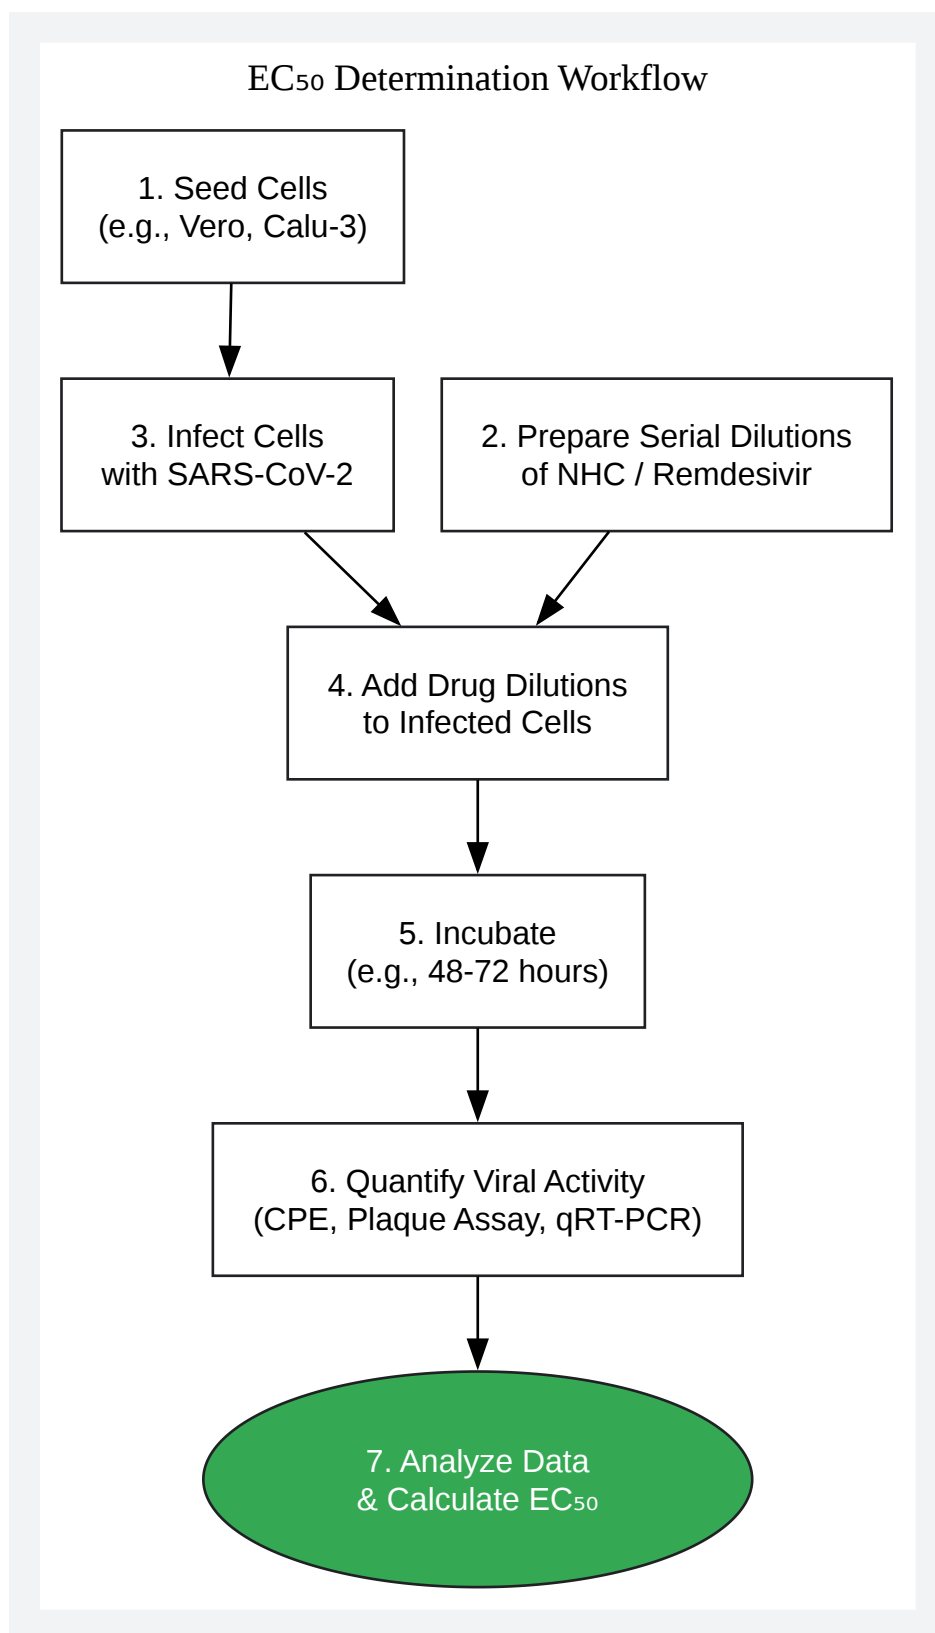 EC₅₀ Determination Workflow
1. Seed Cells
(e.g., Vero, Calu-3)
3. Infect Cells
with SARS-CoV-2
2. Prepare Serial Dilutions
of NHC / Remdesivir
4. Add Drug Dilutions
to Infected Cells
5. Incubate
(e.g., 48-72 hours)
6. Quantify Viral Activity
(CPE, Plaque Assay, qRT-PCR)
7. Analyze Data
& Calculate EC₅₀